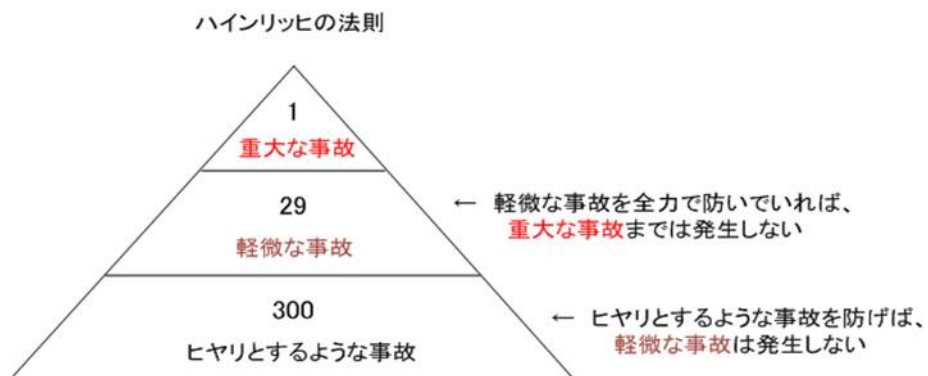 ハインリッヒの法則
1
重大な事故
29
軽微な事故
← 軽微な事故を全力で防いでいれば、
重大な事故までは発生しない
300
ヒヤリとするような事故
← ヒヤリとするような事故を防げば、
軽微な事故は発生しない